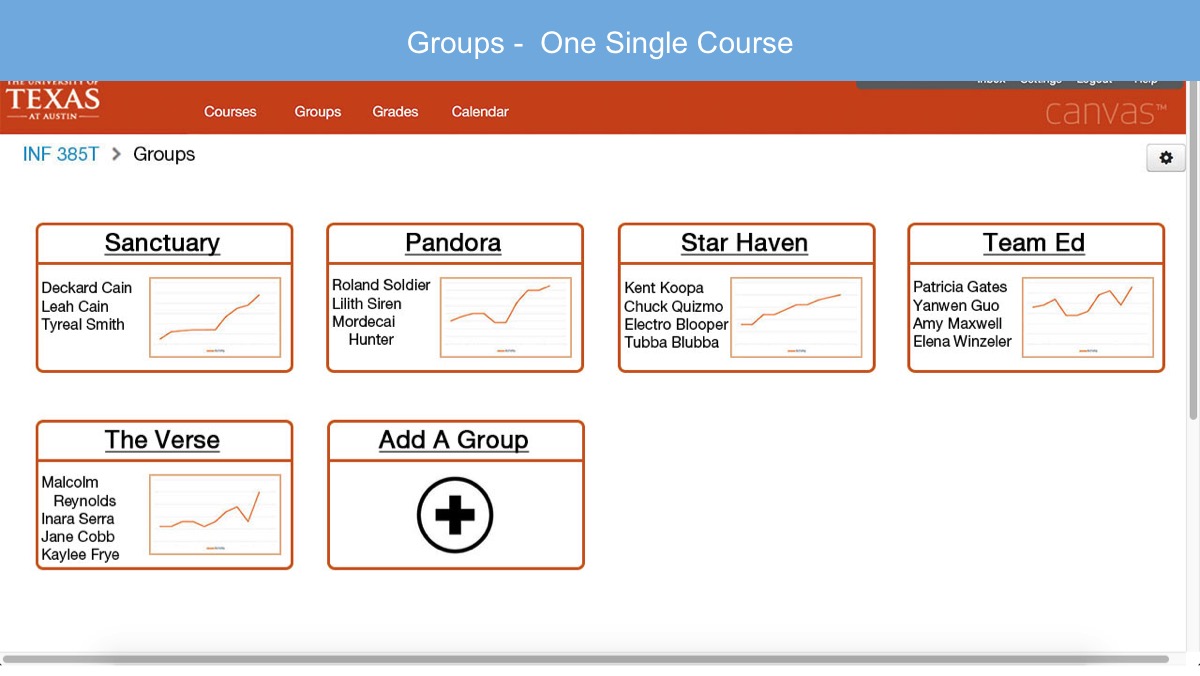 Groups -  One Single Course
THE UNIVERSITY OF
TEXAS
AT AUSTIN
Inbox Settings Logout Help
Courses Groups Grades Calendar
canvas™
INF 385T > Groups
Sanctuary
Deckard Cain
Leah Cain
Tyreal Smith
Pandora
Roland Soldier
Lilith Siren
Mordecai
Hunter
Star Haven
Kent Koopa
Chuck Quizmo
Electro Blooper
Tubba Blubba
Team Ed
Patricia Gates
Yanwen Guo
Amy Maxwell
Elena Winzeler
The Verse
Malcolm
Reynolds
Inara Serra
Jane Cobb
Kaylee Frye
Add A Group